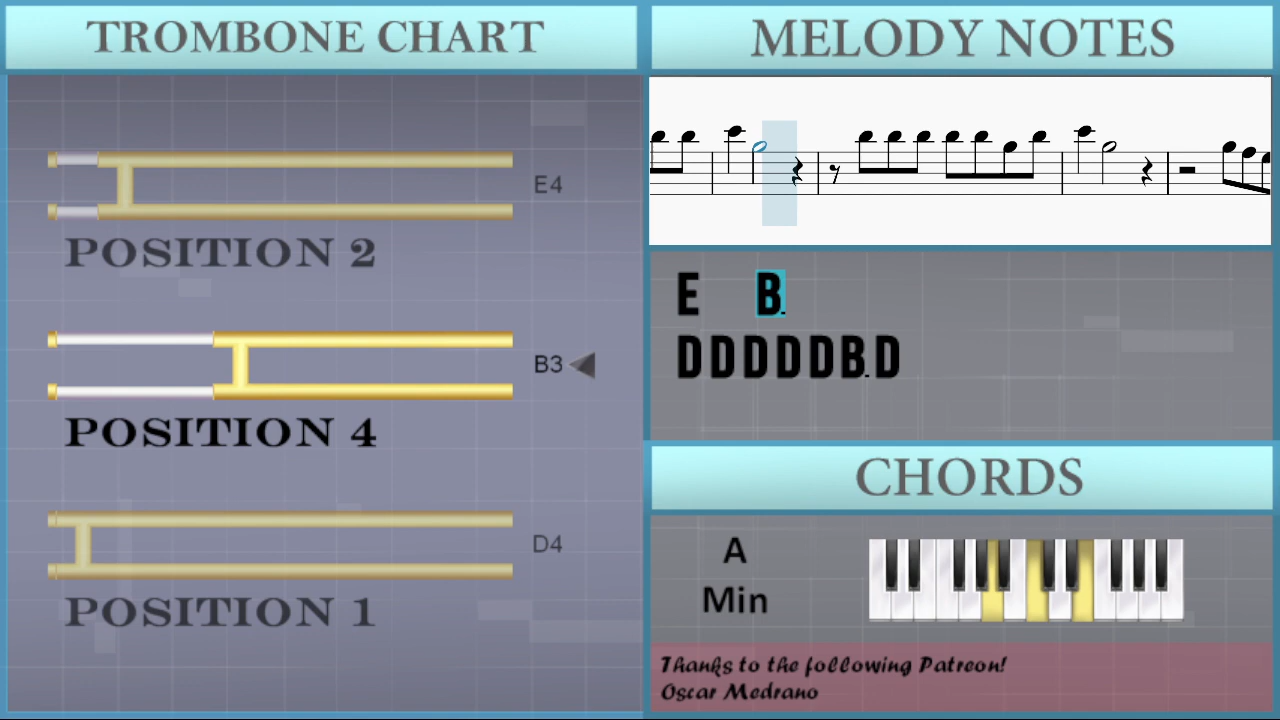 TROMBONE CHART
E4
POSITION 2
B3
POSITION 4
D4
POSITION 1
MELODY NOTES
E B.
DDDDDB.D
CHORDS
A
Min
Thanks to the following Patreon!
Oscar Medrano